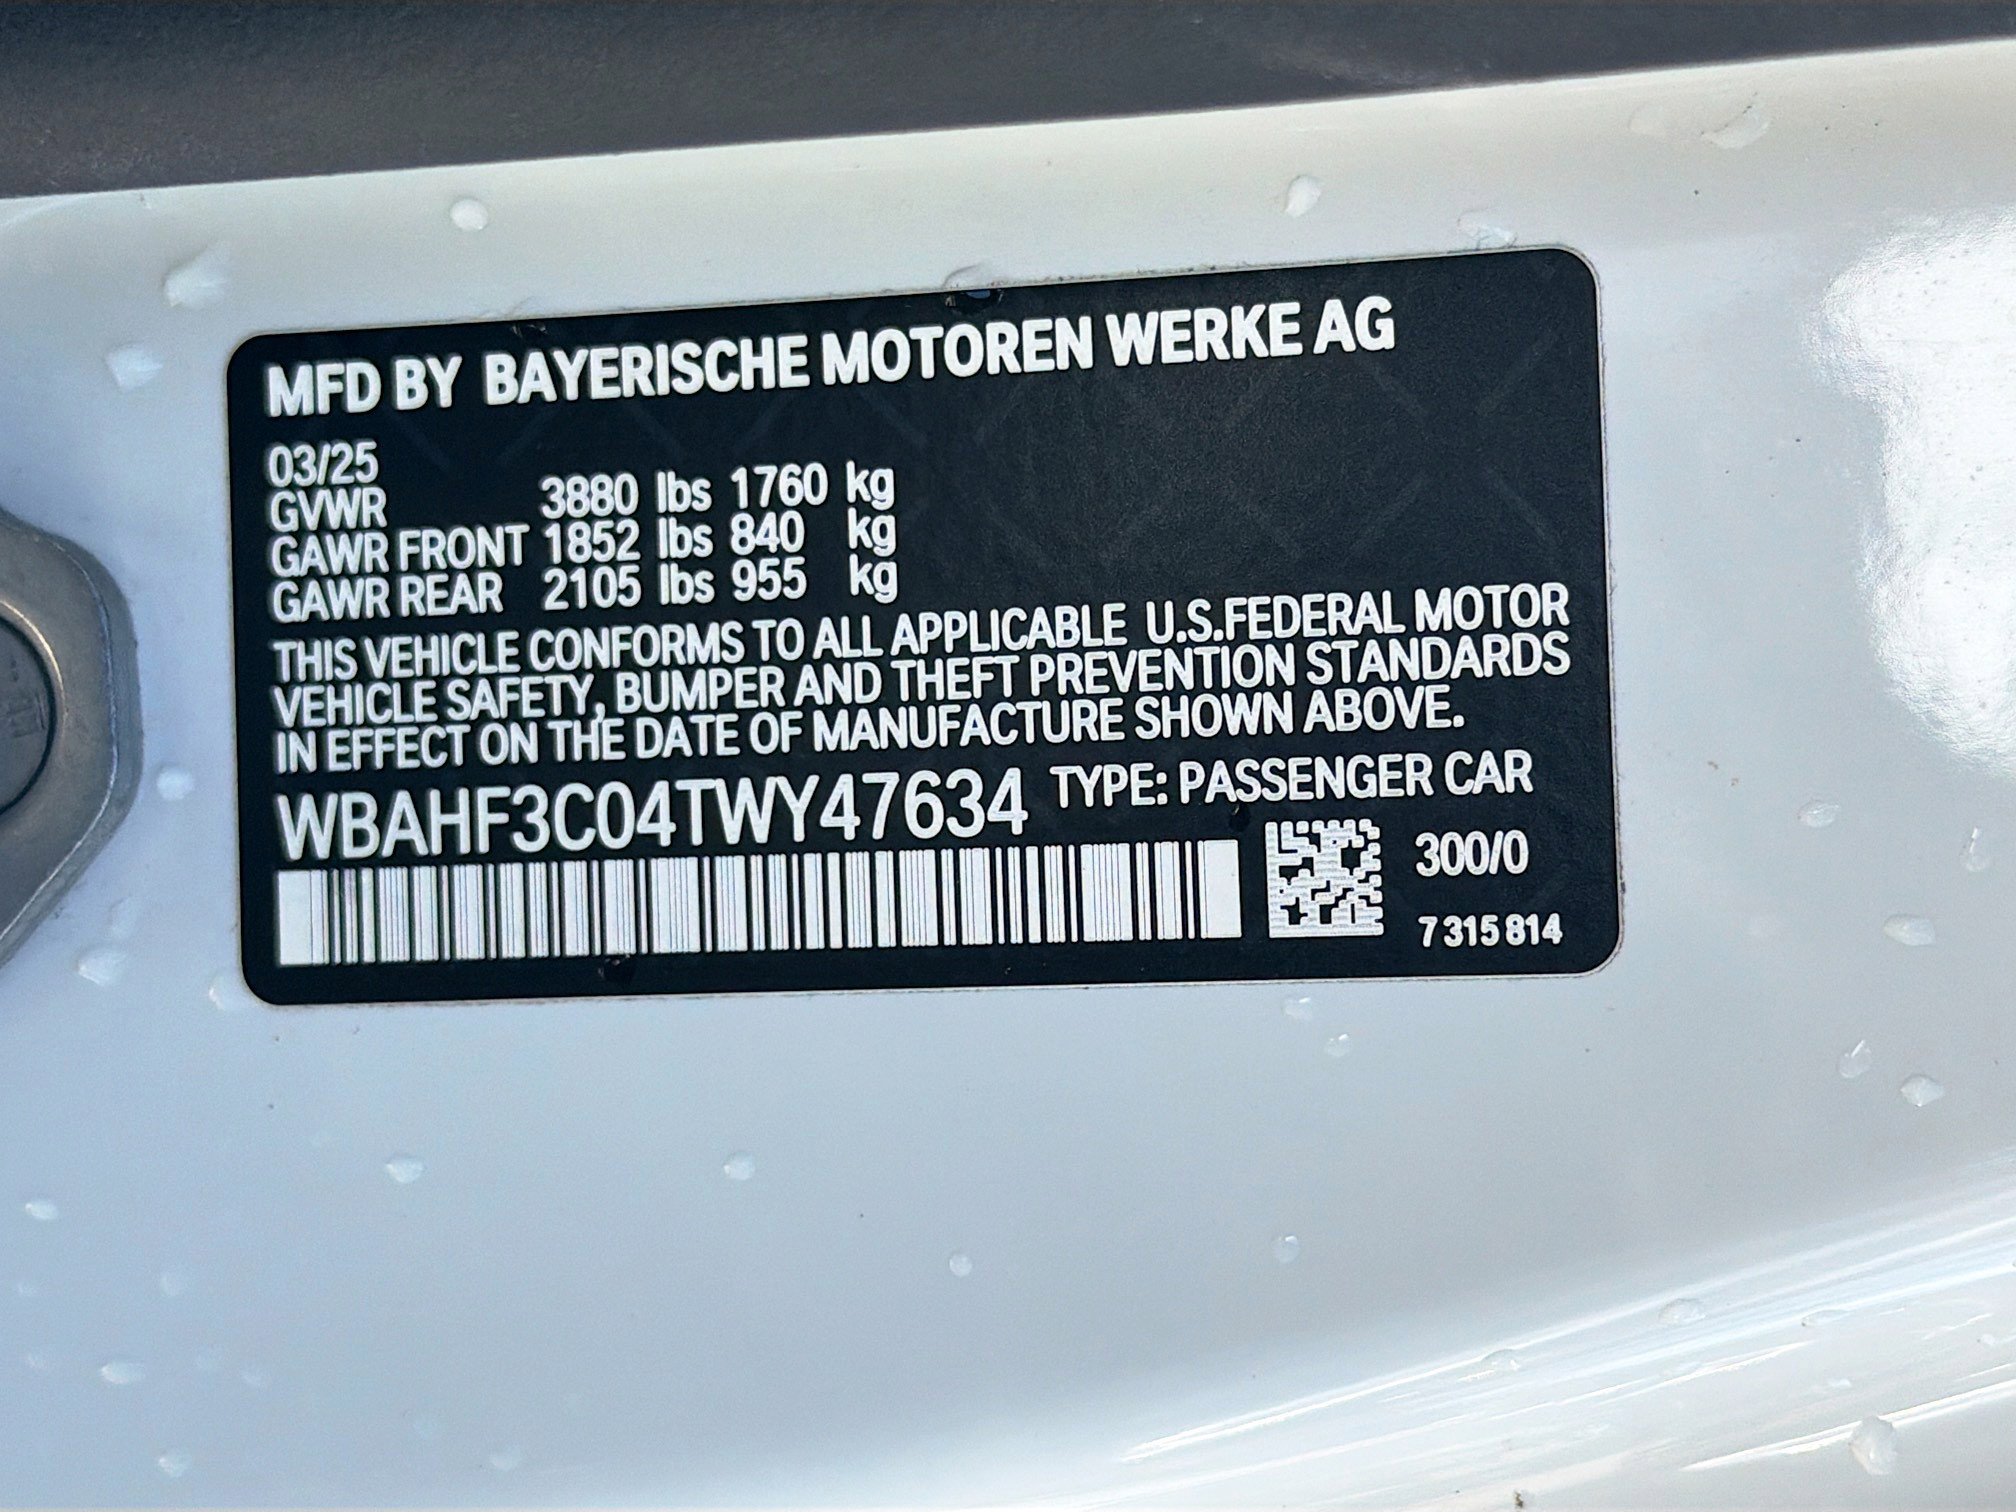 MFD BY BAYERISCHE MOTOREN WERKE AG
03/25
GVWR 3880 lbs 1760 kg
GAWR FRONT 1852 lbs 840 kg
GAWR REAR 2105 lbs 955 kg
THIS VEHICLE CONFORMS TO ALL APPLICABLE U.S.FEDERAL MOTOR
VEHICLE SAFETY, BUMPER AND THEFT PREVENTION STANDARDS
IN EFFECT ON THE DATE OF MANUFACTURE SHOWN ABOVE.
WBAHF3C04TWY47634 TYPE: PASSENGER CAR
300/0
7 315 814